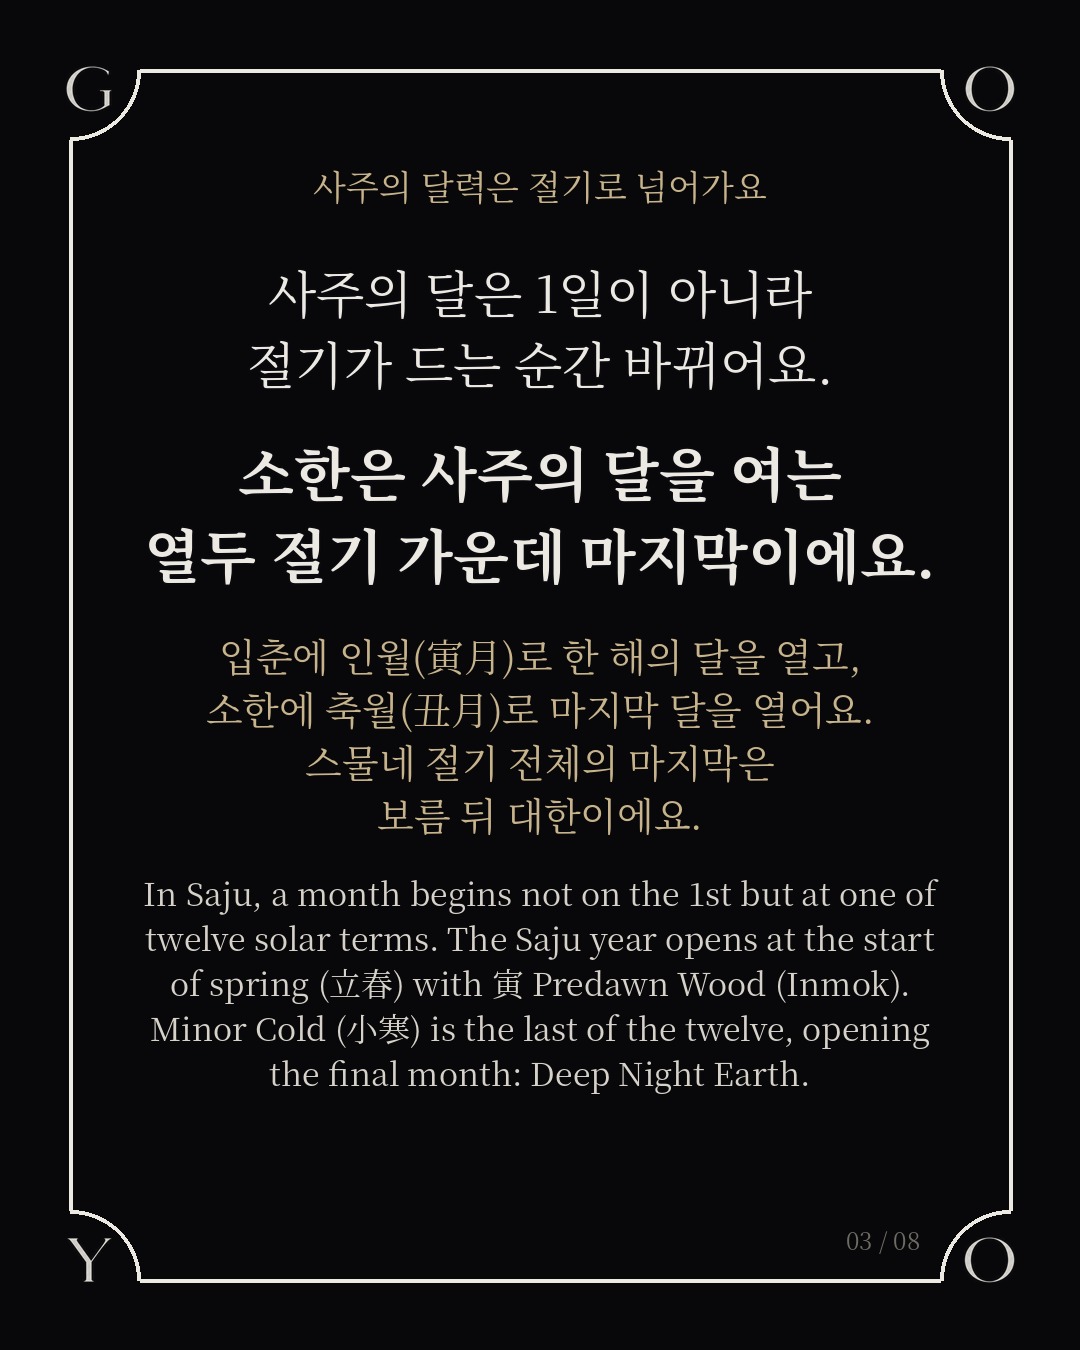 G
O
사주의 달력은 절기로 넘어가요
사주의 달은 1일이 아니라
절기가 드는 순간 바뀌어요.
소한은 사주의 달을 여는
열두 절기 가운데 마지막이에요.
입춘에 인월(寅月)로 한 해의 달을 열고,
소한에 축월(丑月)로 마지막 달을 열어요.
스물네 절기 전체의 마지막은
보름 뒤 대한이에요.
In Saju, a month begins not on the 1st but at one of
twelve solar terms. The Saju year opens at the start
of spring (立春) with 寅 Predawn Wood (Inmok).
Minor Cold (小寒) is the last of the twelve, opening
the final month: Deep Night Earth.
03 / 08
Y
O